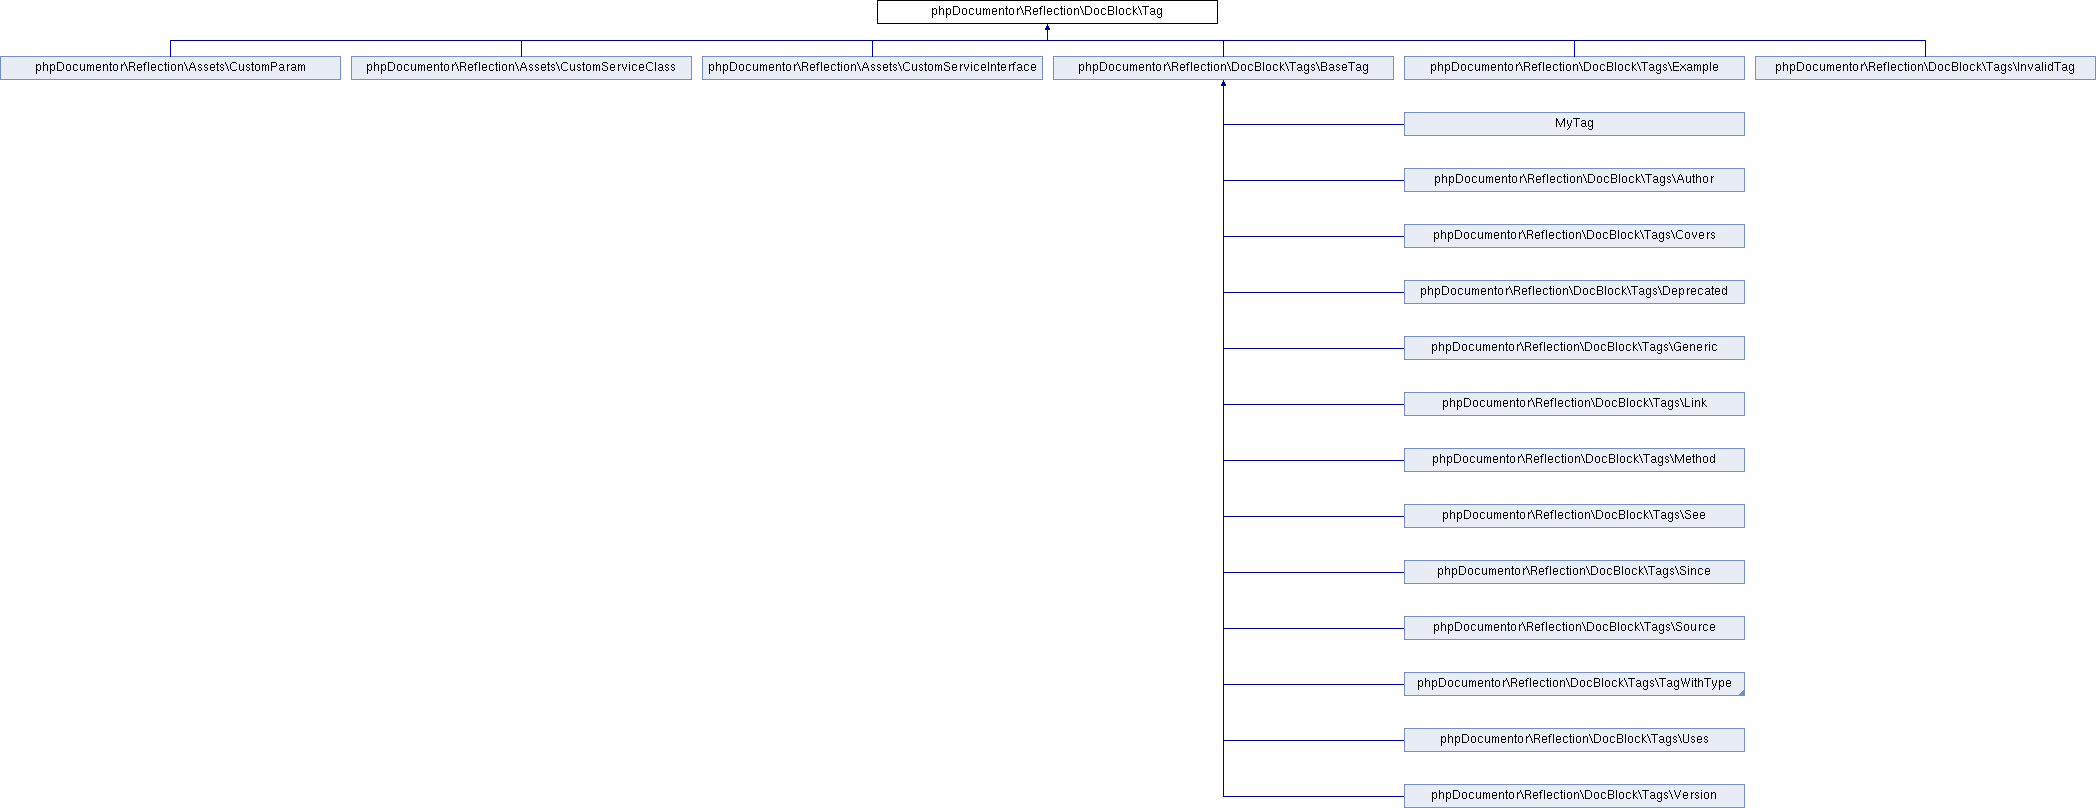 phpDocumentor\Reflection\DocBlock\Tag
phpDocumentor\Reflection\Assets\CustomParam
phpDocumentor\Reflection\Assets\CustomServiceClass
phpDocumentor\Reflection\Assets\CustomServiceInterface
phpDocumentor\Reflection\DocBlock\Tags\BaseTag
phpDocumentor\Reflection\DocBlock\Tags\Example
phpDocumentor\Reflection\DocBlock\Tags\InvalidTag
MyTag
phpDocumentor\Reflection\DocBlock\Tags\Author
phpDocumentor\Reflection\DocBlock\Tags\Covers
phpDocumentor\Reflection\DocBlock\Tags\Deprecated
phpDocumentor\Reflection\DocBlock\Tags\Generic
phpDocumentor\Reflection\DocBlock\Tags\Link
phpDocumentor\Reflection\DocBlock\Tags\Method
phpDocumentor\Reflection\DocBlock\Tags\See
phpDocumentor\Reflection\DocBlock\Tags\Since
phpDocumentor\Reflection\DocBlock\Tags\Source
phpDocumentor\Reflection\DocBlock\Tags\TagWithType
phpDocumentor\Reflection\DocBlock\Tags\Uses
phpDocumentor\Reflection\DocBlock\Tags\Version